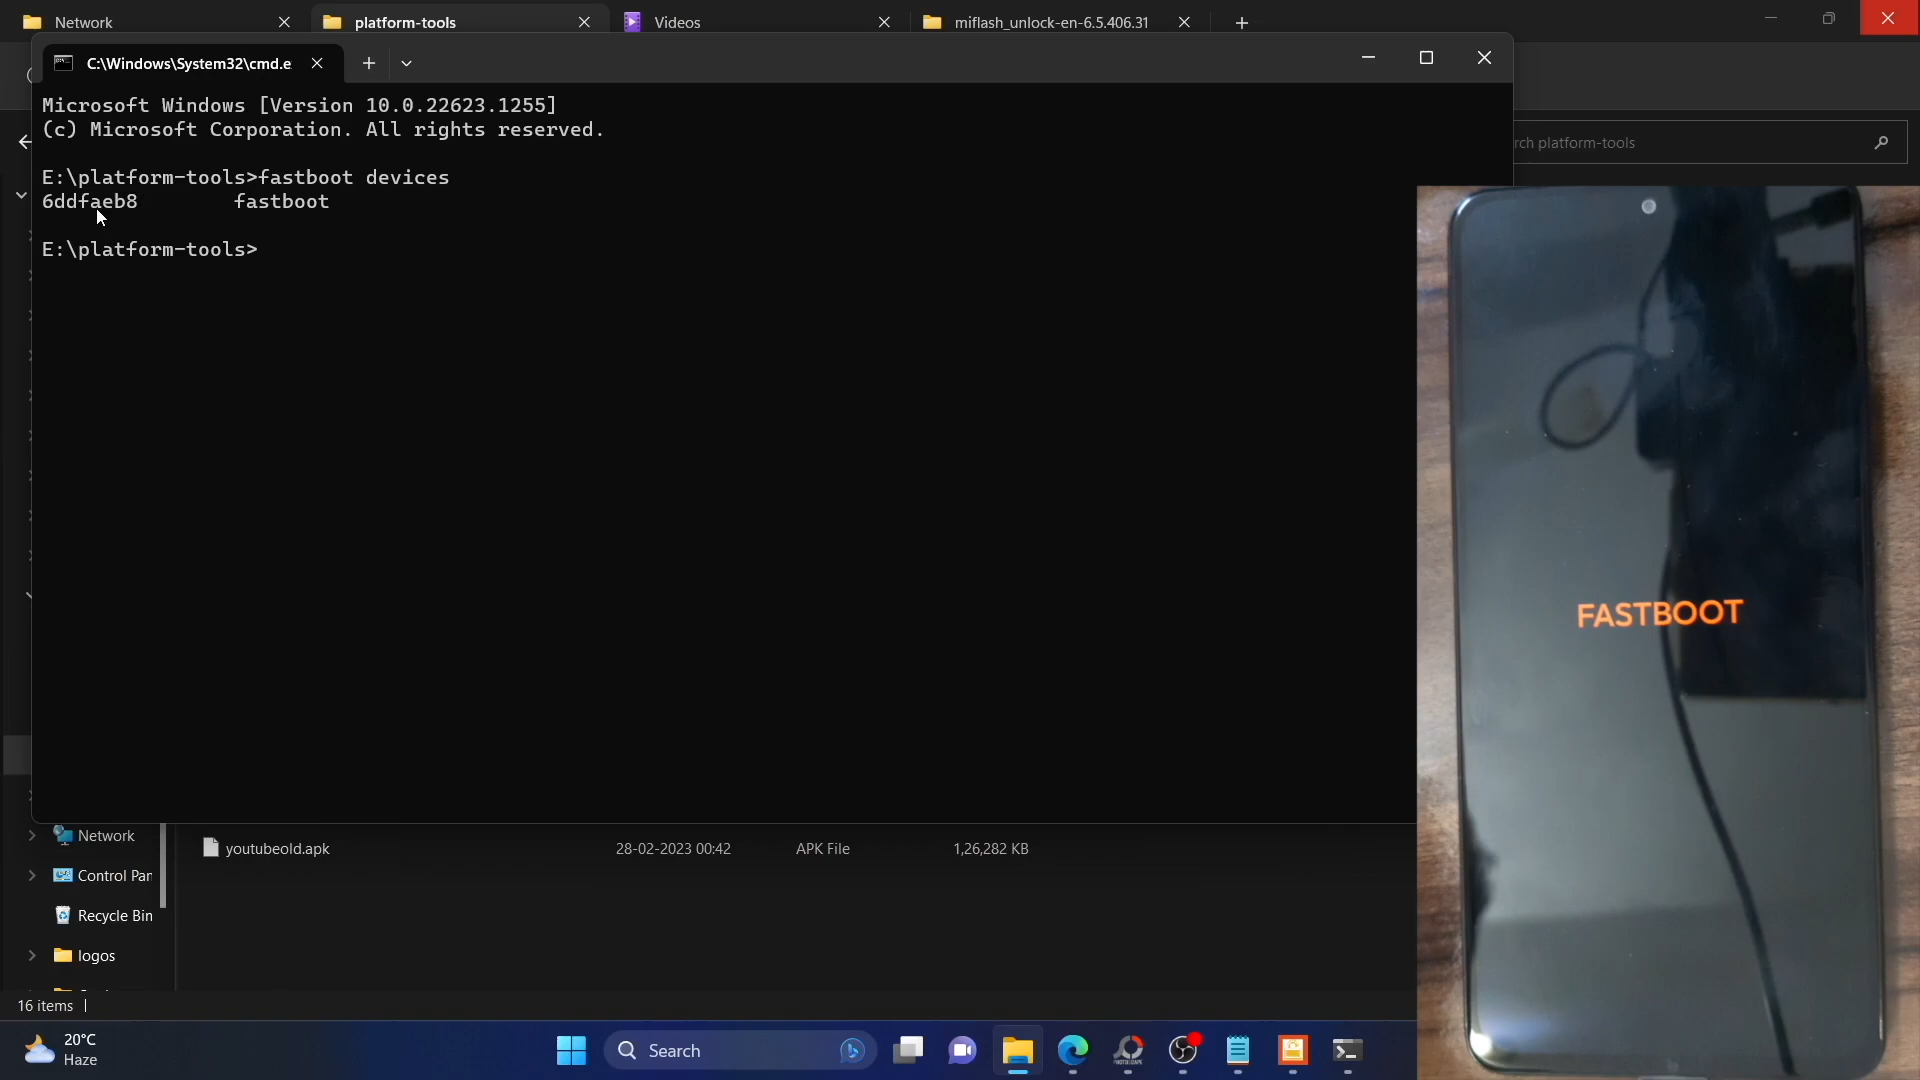 Network
platform-tools
Videos
miflash_unlock-en-6.5.406.31
C:\Windows\System32\cmd.e
Microsoft Windows [Version 10.0.22623.1255]
(c) Microsoft Corporation. All rights reserved.
rch platform-tools
E:\platform-tools>fastboot devices
6ddfaeb8 fastboot
E:\platform-tools>
FASTBOOT
Network
youtubeold.apk 28-02-2023 00:42 APK File 1,26,282 KB
Control Pan
Recycle Bin
logos
16 items
20°C
Haze
Search